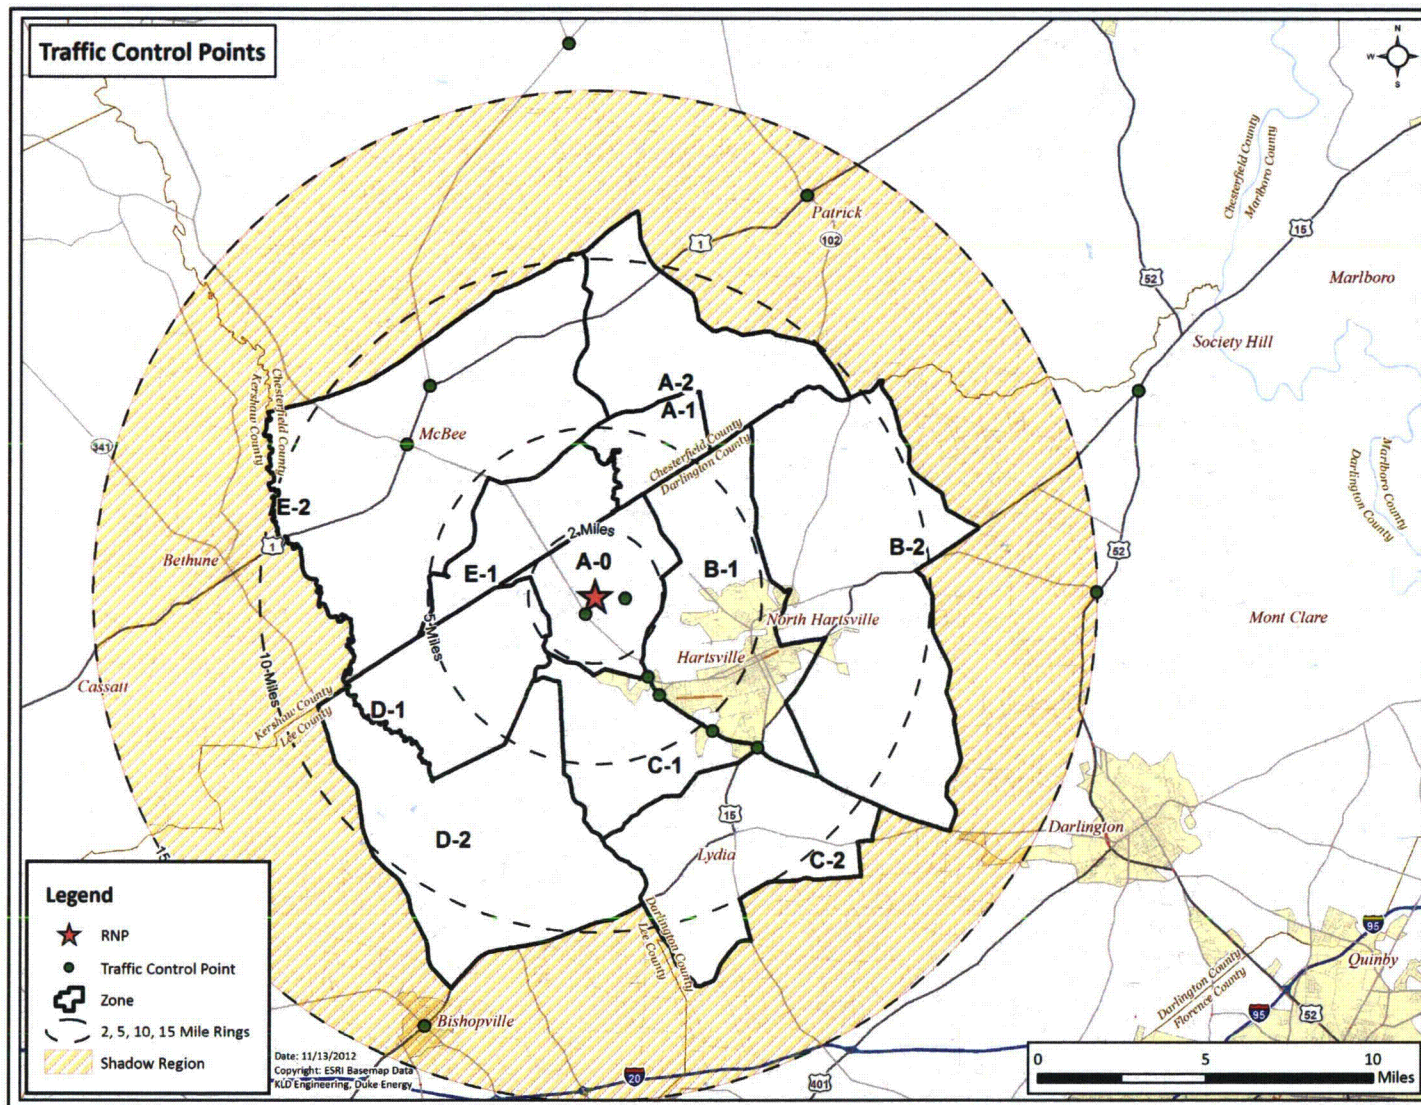 Traffic Control Points
N
W
S
Chesterfield County
Marlboro County
Patrick
1
102
15
52
Marlboro
Society Hill
Chesterfield County
Kershaw County
A-2
A-1
McBee
341
Chesterfield County
Darlington County
Marlboro County
Darlington County
E-2
2 Miles
1
Bethune
52
B-2
A-0
B-1
E-1
5-Miles
North Hartsville
Mont Clare
Hartsville
10-Miles
Cassatt
Kershaw County
Lee County
D-1
C-1
15
Darlington
D-2
Lydia
C-2
15
Darlington County
Lee County
95
Quinby
Darlington County
Florence County
95
52
Bishopville
20
401
Legend
RNP
Traffic Control Point
Zone
2, 5, 10, 15 Mile Rings
Shadow Region
Date: 11/13/2012
Copyright: ESRI Basemap Data
KLD Engineering, Duke Energy
0 5 10
Miles